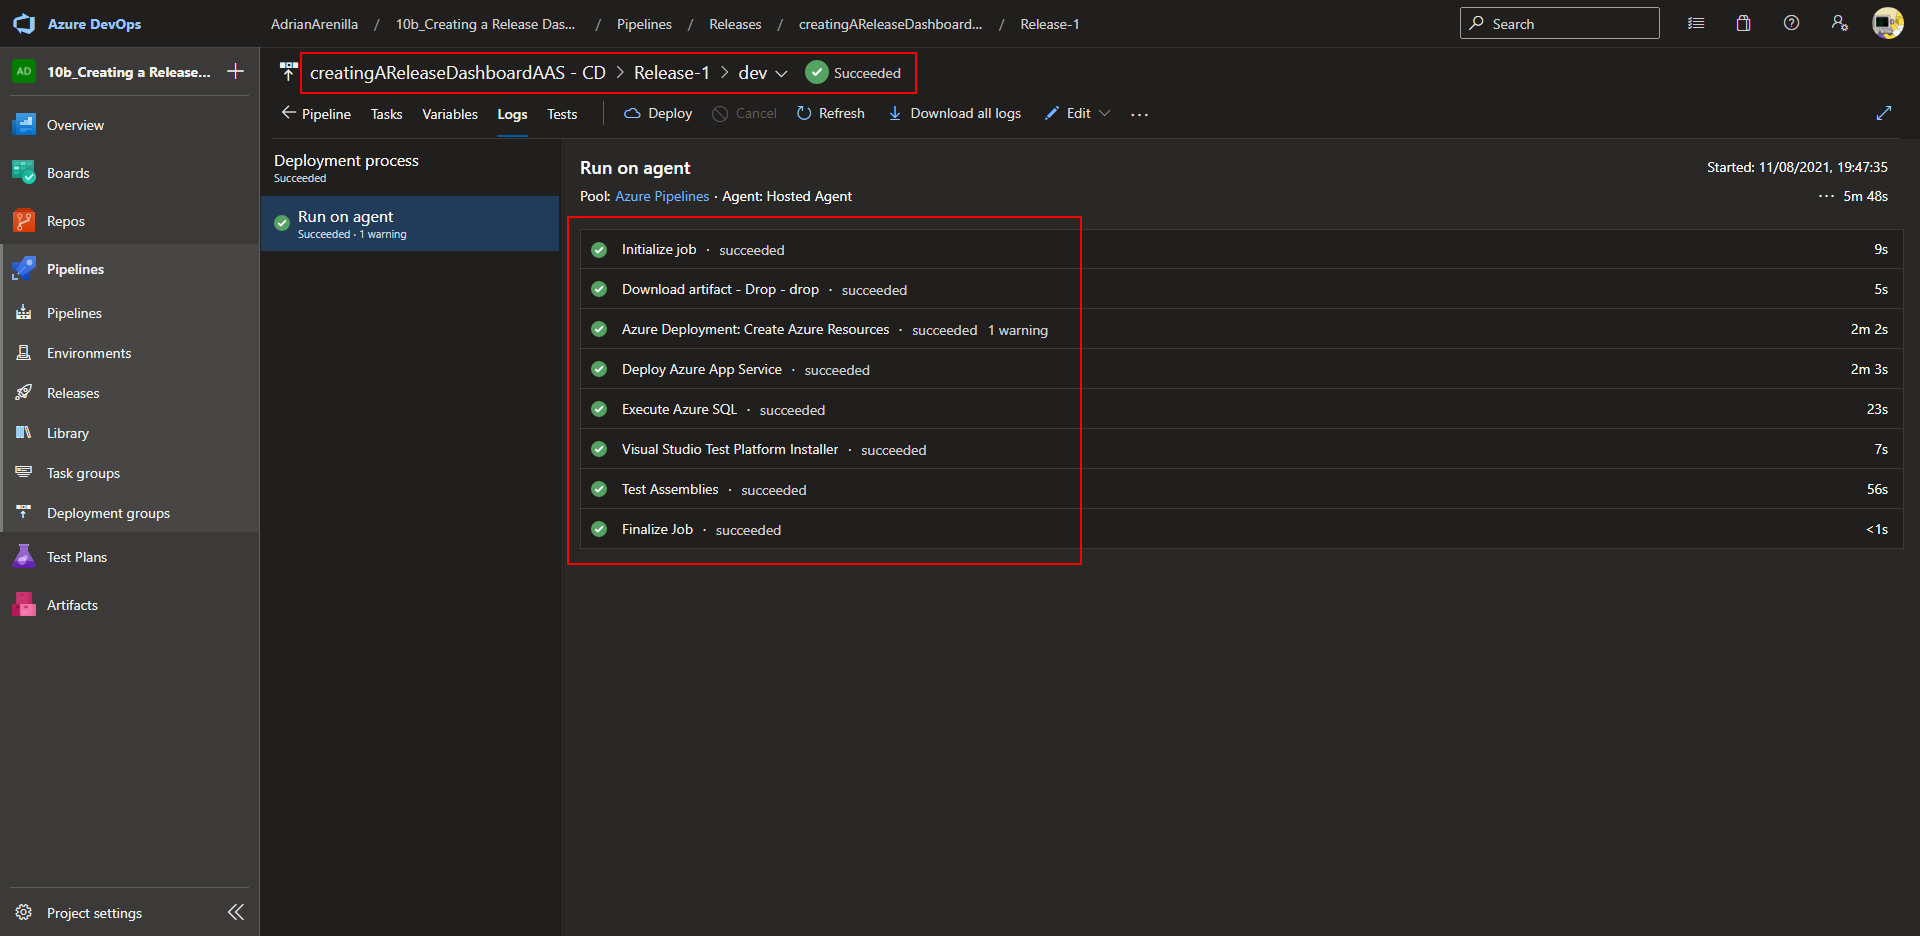 Azure DevOps
AdrianArenilla / 10b_Creating a Release Das... / Pipelines / Releases / creatingAReleaseDashboard... / Release-1
Search
AD 10b_Creating a Release...
Overview
Boards
Repos
Pipelines
Pipelines
Environments
Releases
Library
Task groups
Deployment groups
Test Plans
Artifacts
Project settings
creatingAReleaseDashboardAAS - CD > Release-1 > dev Succeeded
Pipeline Tasks Variables Logs Tests Deploy Cancel Refresh Download all logs Edit ...
Deployment process
Succeeded
Run on agent
Succeeded · 1 warning
Run on agent
Started: 11/08/2021, 19:47:35
Pool: Azure Pipelines · Agent: Hosted Agent
... 5m 48s
Initialize job · succeeded 9s
Download artifact - Drop - drop · succeeded 5s
Azure Deployment: Create Azure Resources · succeeded 1 warning 2m 2s
Deploy Azure App Service · succeeded 2m 3s
Execute Azure SQL · succeeded 23s
Visual Studio Test Platform Installer · succeeded 7s
Test Assemblies · succeeded 56s
Finalize Job · succeeded <1s